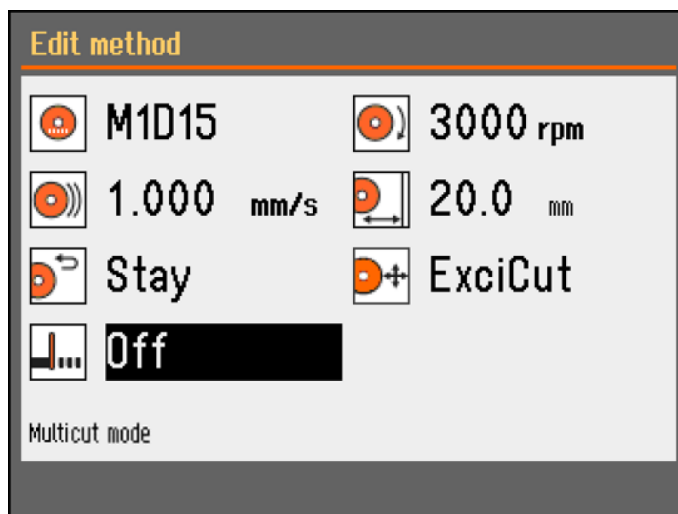 Edit method
M1D15 3000 rpm
1.000 mm/s 20.0 mm
Stay ExciCut
Off
Multicut mode